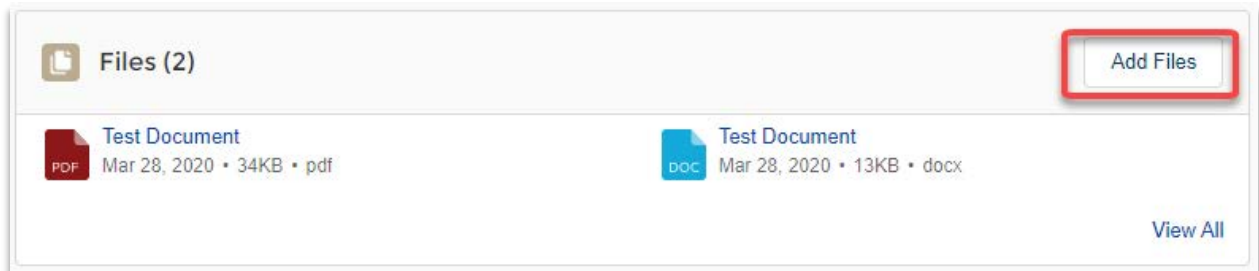 Files (2)
Add Files
Test Document
Mar 28, 2020 • 34KB • pdf
PDF
Test Document
Mar 28, 2020 • 13KB • docx
DOC
View All